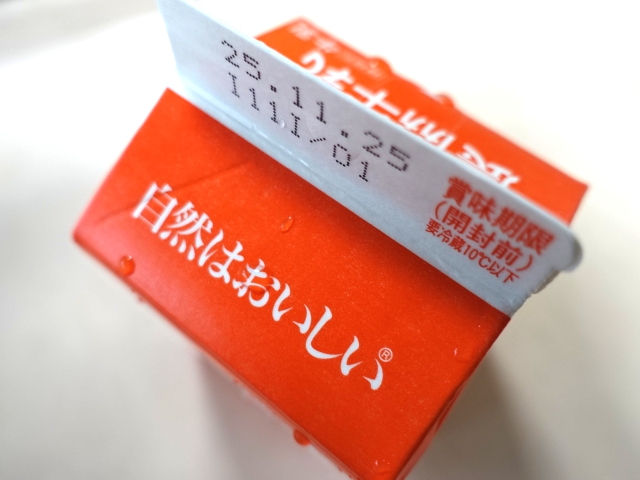 25.11.25
I111I/01
賞味期限
(開封前)
要冷蔵10℃以下
自然はおいしい®